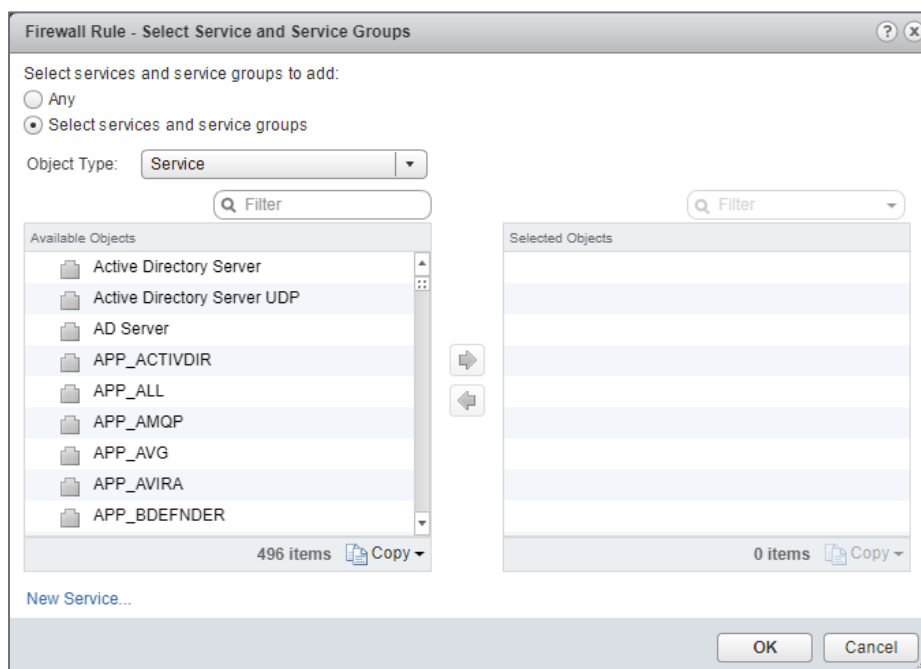 Firewall Rule - Select Service and Service Groups
Select services and service groups to add:
Any
Select services and service groups
Object Type: Service
Filter
Filter
Available Objects
Selected Objects
Active Directory Server
Active Directory Server UDP
AD Server
APP_ACTIVDIR
APP_ALL
APP_AMQP
APP_AVG
APP_AVIRA
APP_BDEFNDER
496 items Copy
0 items Copy
New Service...
OK Cancel